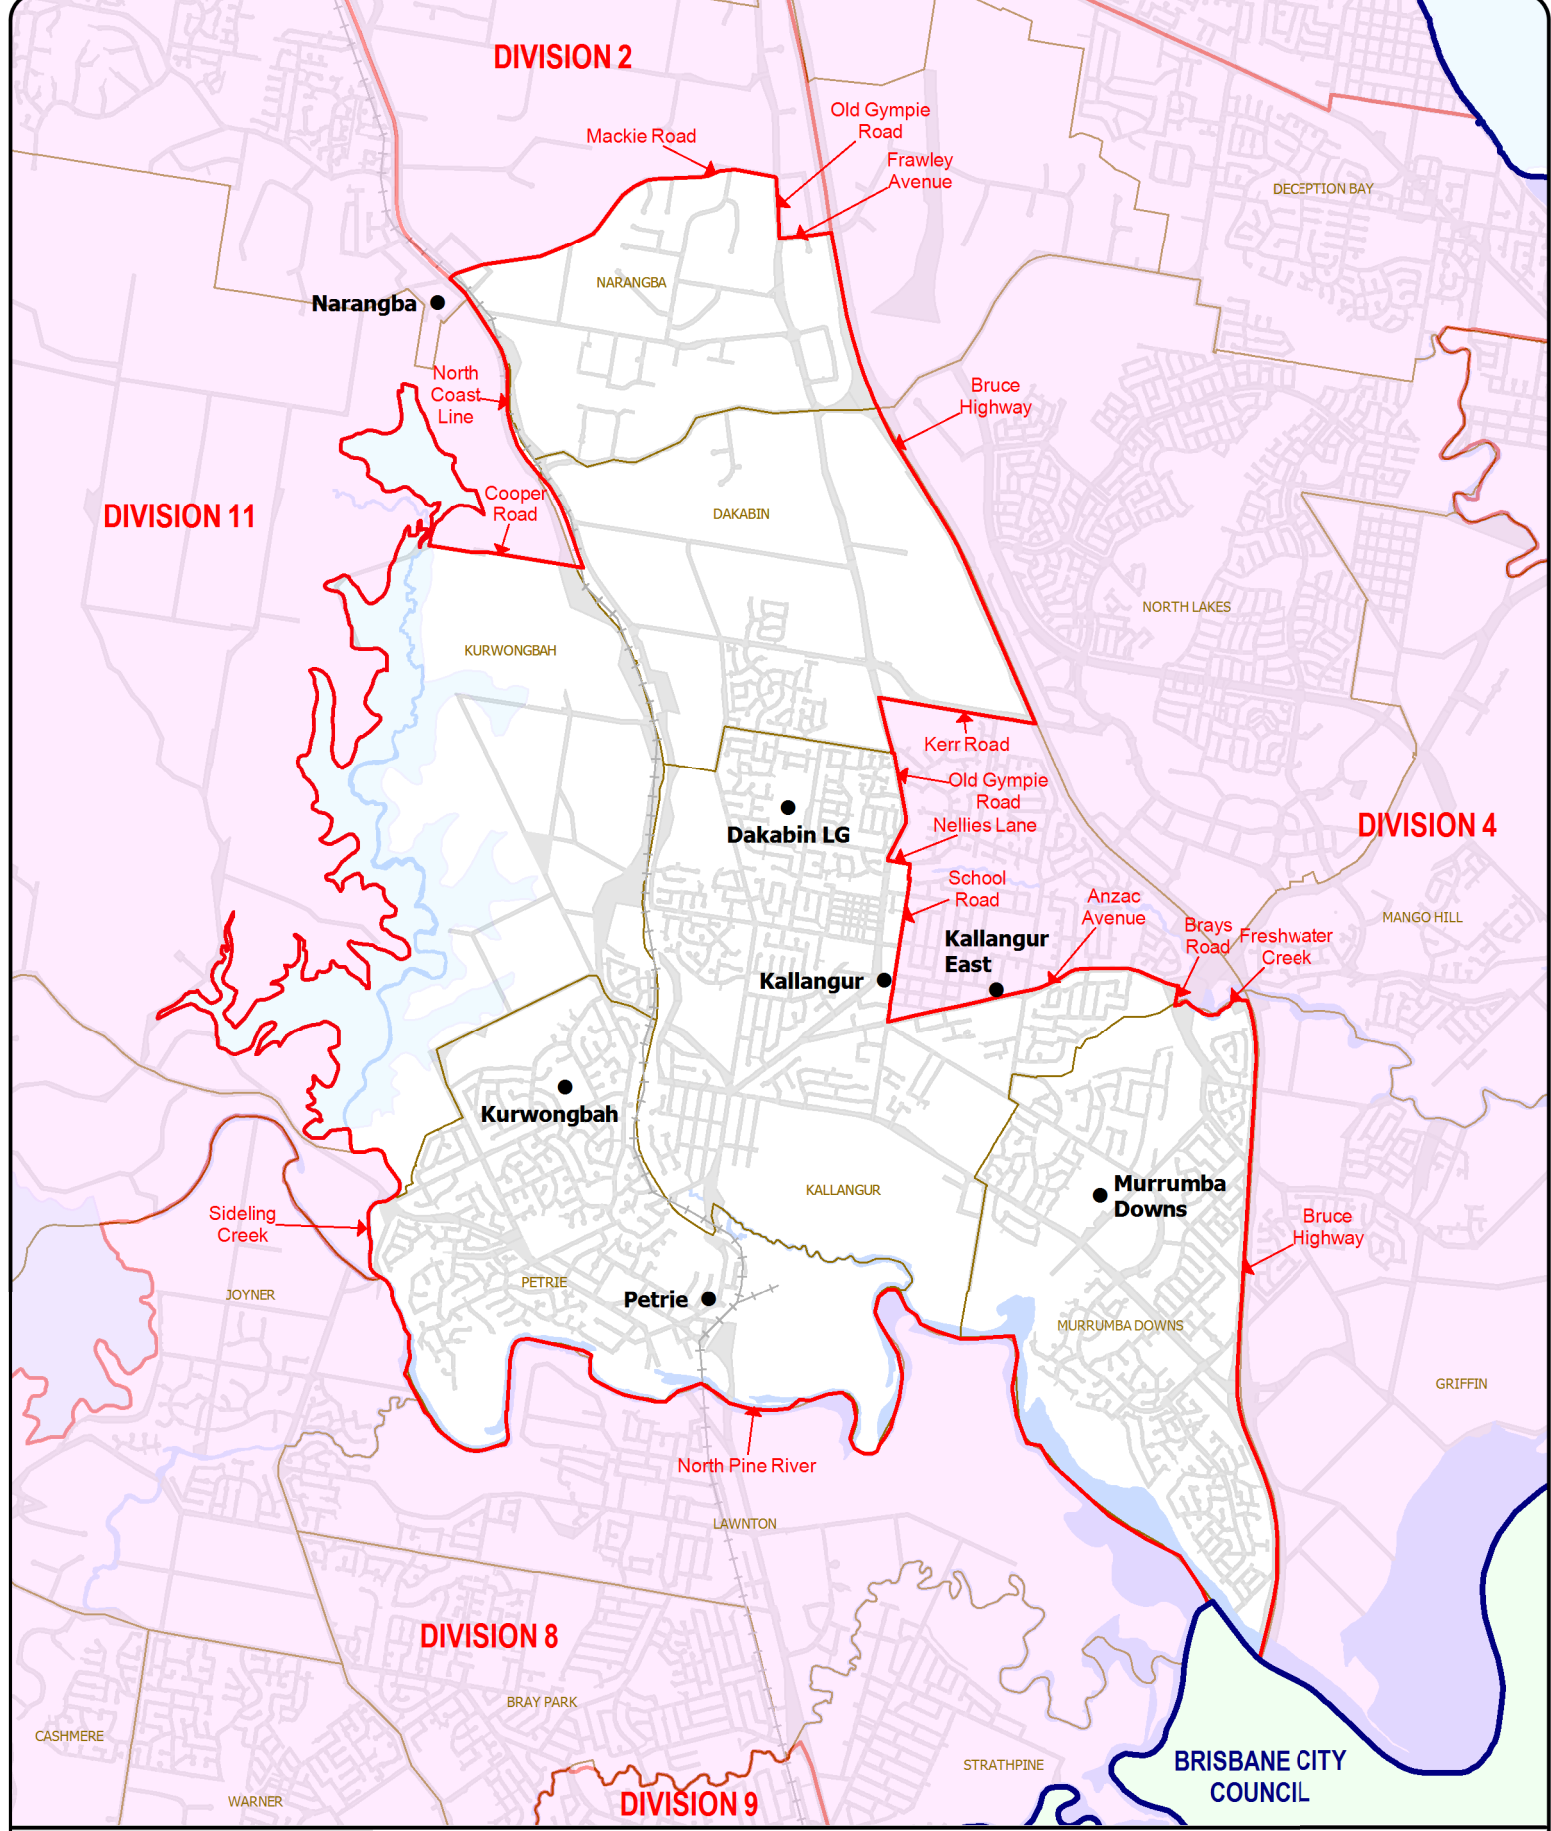 DIVISION 2
Old Gympie
Road
Mackie Road
Frawley
Avenue
DECEPTION BAY
NARANGBA
Narangba
North
Coast
Line
Bruce
Highway
Cooper
Road
DIVISION 11
DAKABIN
NORTH LAKES
KURWONGBAH
Kerr Road
Old Gympie
Road
Nellies Lane
Dakabin LG
DIVISION 4
School
Road
Anzac
Avenue
Brays
Road
Freshwater
Creek
MANGO HILL
Kallangur
East
Kallangur
Kurwongbah
KALLANGUR
Murrumba
Downs
Sideling
Creek
Bruce
Highway
JOYNER
PETRIE
Petrie
MURRUMBA DOWNS
GRIFFIN
North Pine River
LAWNTON
DIVISION 8
BRAY PARK
CASHMERE
STRATHPINE
BRISBANE CITY
COUNCIL
WARNER
DIVISION 9